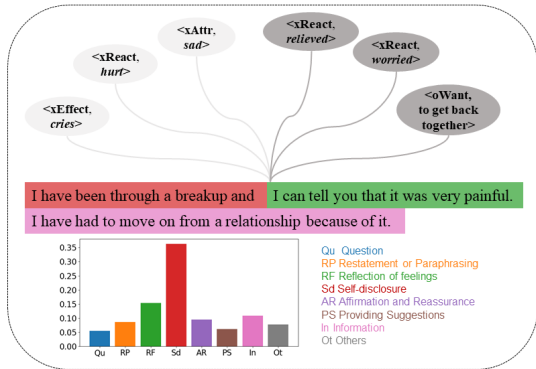 <xAttr,
sad>
<xReact,
relieved>
<xReact,
hurt>
<xReact,
worried>
<xEffect,
cries>
<oWant,
to get back
together>
I have been through a breakup and I can tell you that it was very painful.
I have had to move on from a relationship because of it.
0.35
0.30
0.25
0.20
0.15
0.10
0.05
0.00
Qu RP RF Sd AR PS In Ot
Qu Question
RP Restatement or Paraphrasing
RF Reflection of feelings
Sd Self-disclosure
AR Affirmation and Reassurance
PS Providing Suggestions
In Information
Ot Others